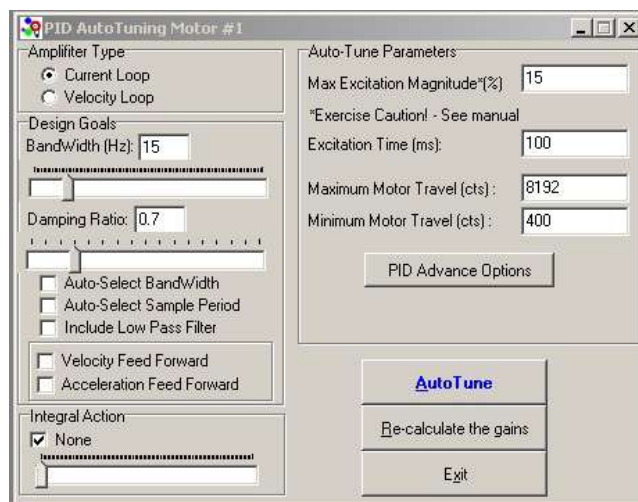 PID AutoTuning Motor #1
Amplifiter Type
Current Loop
Velocity Loop
Design Goals
BandWidth (Hz): 15
Damping Ratio: 0.7
Auto-Select BandWidth
Auto-Select Sample Period
Include Low Pass Filter
Velocity Feed Forward
Acceleration Feed Forward
Integral Action
None
Auto-Tune Parameters
Max Excitation Magnitude*(%) 15
*Exercise Caution! - See manual
Excitation Time (ms): 100
Maximum Motor Travel (cts) : 8192
Minimum Motor Travel (cts) : 400
PID Advance Options
AutoTune
Re-calculate the gains
Exit